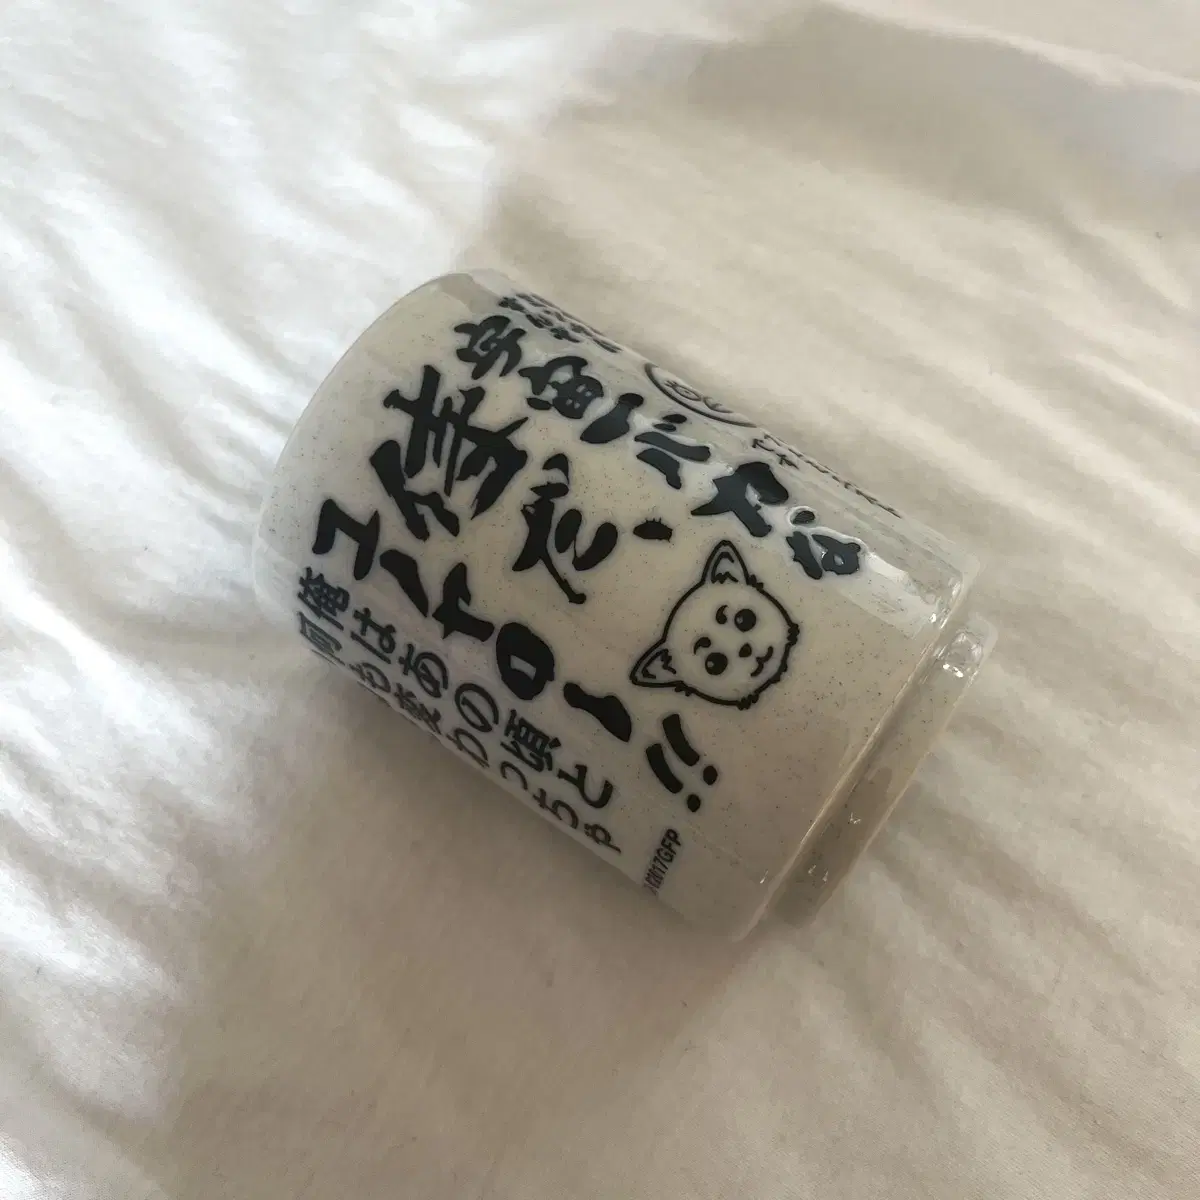 宇宙一バカな
侍だ、
コノヤロー!!
俺はあの頃と
何も変わっちゃ
2017GFP